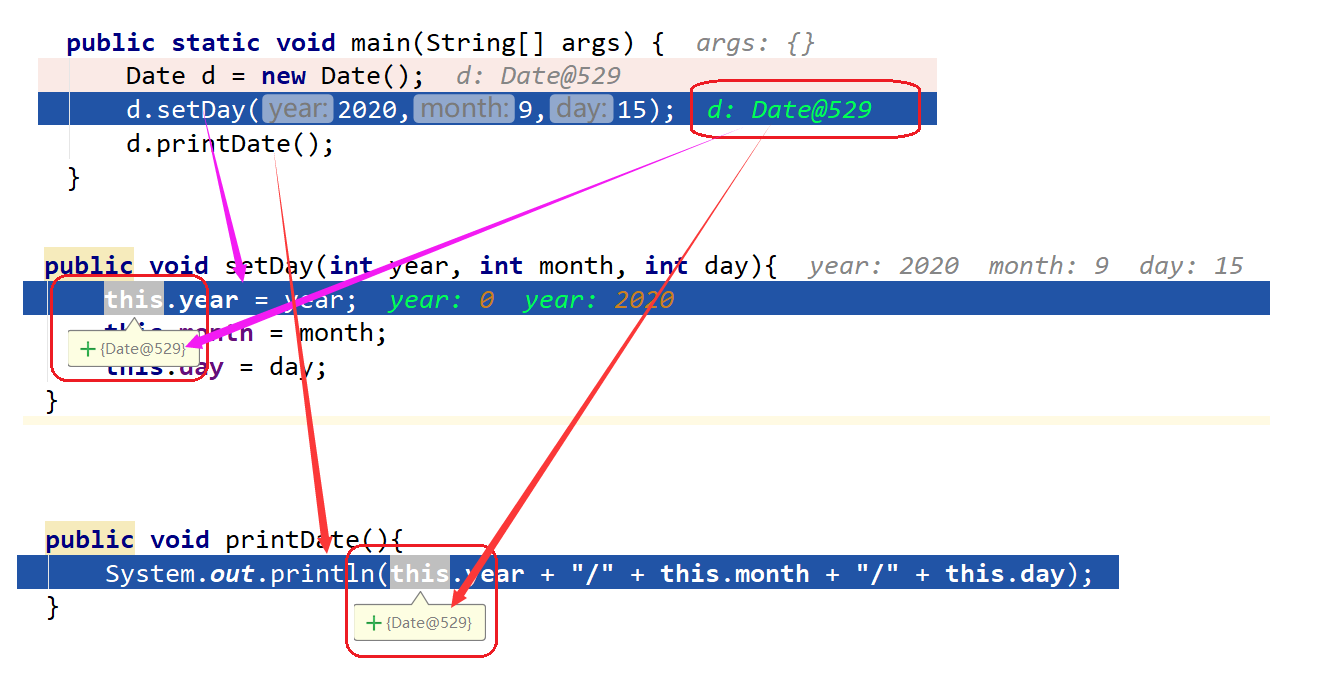 public static void main(String[] args) {  args: {}
Date d = new Date();  d: Date@529
d.setDay( year: 2020, month: 9, day: 15);  d: Date@529
d.printDate();
}
public void setDay(int year, int month, int day){  year: 2020  month: 9  day: 15
this.year = year;  year: 0  year: 2020
this.month = month;
+ {Date@529}
this.day = day;
}
public void printDate(){
System.out.println(this.year + "/" + this.month + "/" + this.day);
+ {Date@529}
}